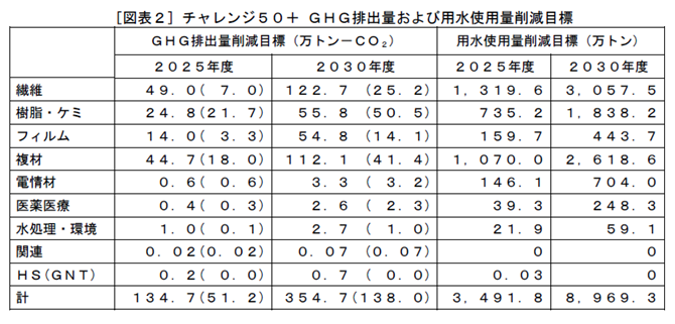 ［図表２］チャレンジ５０＋ ＧＨＧ排出量および用水使用量削減目標
ＧＨＧ排出量削減目標（万トン－ＣＯ₂） 用水使用量削減目標（万トン）
２０２５年度 ２０３０年度 ２０２５年度 ２０３０年度
繊維 ４９．０（ ７．０） １２２．７ （２５．２） １，３１９．６ ３，０５７．５
樹脂・ケミ ２４．８（２１．７） ５５．８ （５０．５） ７３５．２ １，８３８．２
フィルム １４．０（ ３．３） ５４．８ （１４．１） １５９．７ ４４３．７
複材 ４４．７（１８．０） １１２．１ （４１．４） １，０７０．０ ２，６１８．６
電情材 ０．６（ ０．６） ３．３ （ ３．２） １４６．１ ７０４．０
医薬医療 ０．４（ ０．３） ２．６ （ ２．３） ３９．３ ２４８．３
水処理・環境 １．０（ ０．１） ２．７ （ １．０） ２１．９ ５９．１
関連 ０．０２（０．０２） ０．０７ （０．０７） ０ ０
ＨＳ（ＧＮＴ） ０．２（ ０．０） ０．７ （ ０．０） ０．０３ ０
計 １３４．７（５１．２） ３５４．７（１３８．０） ３，４９１．８ ８，９６９．３